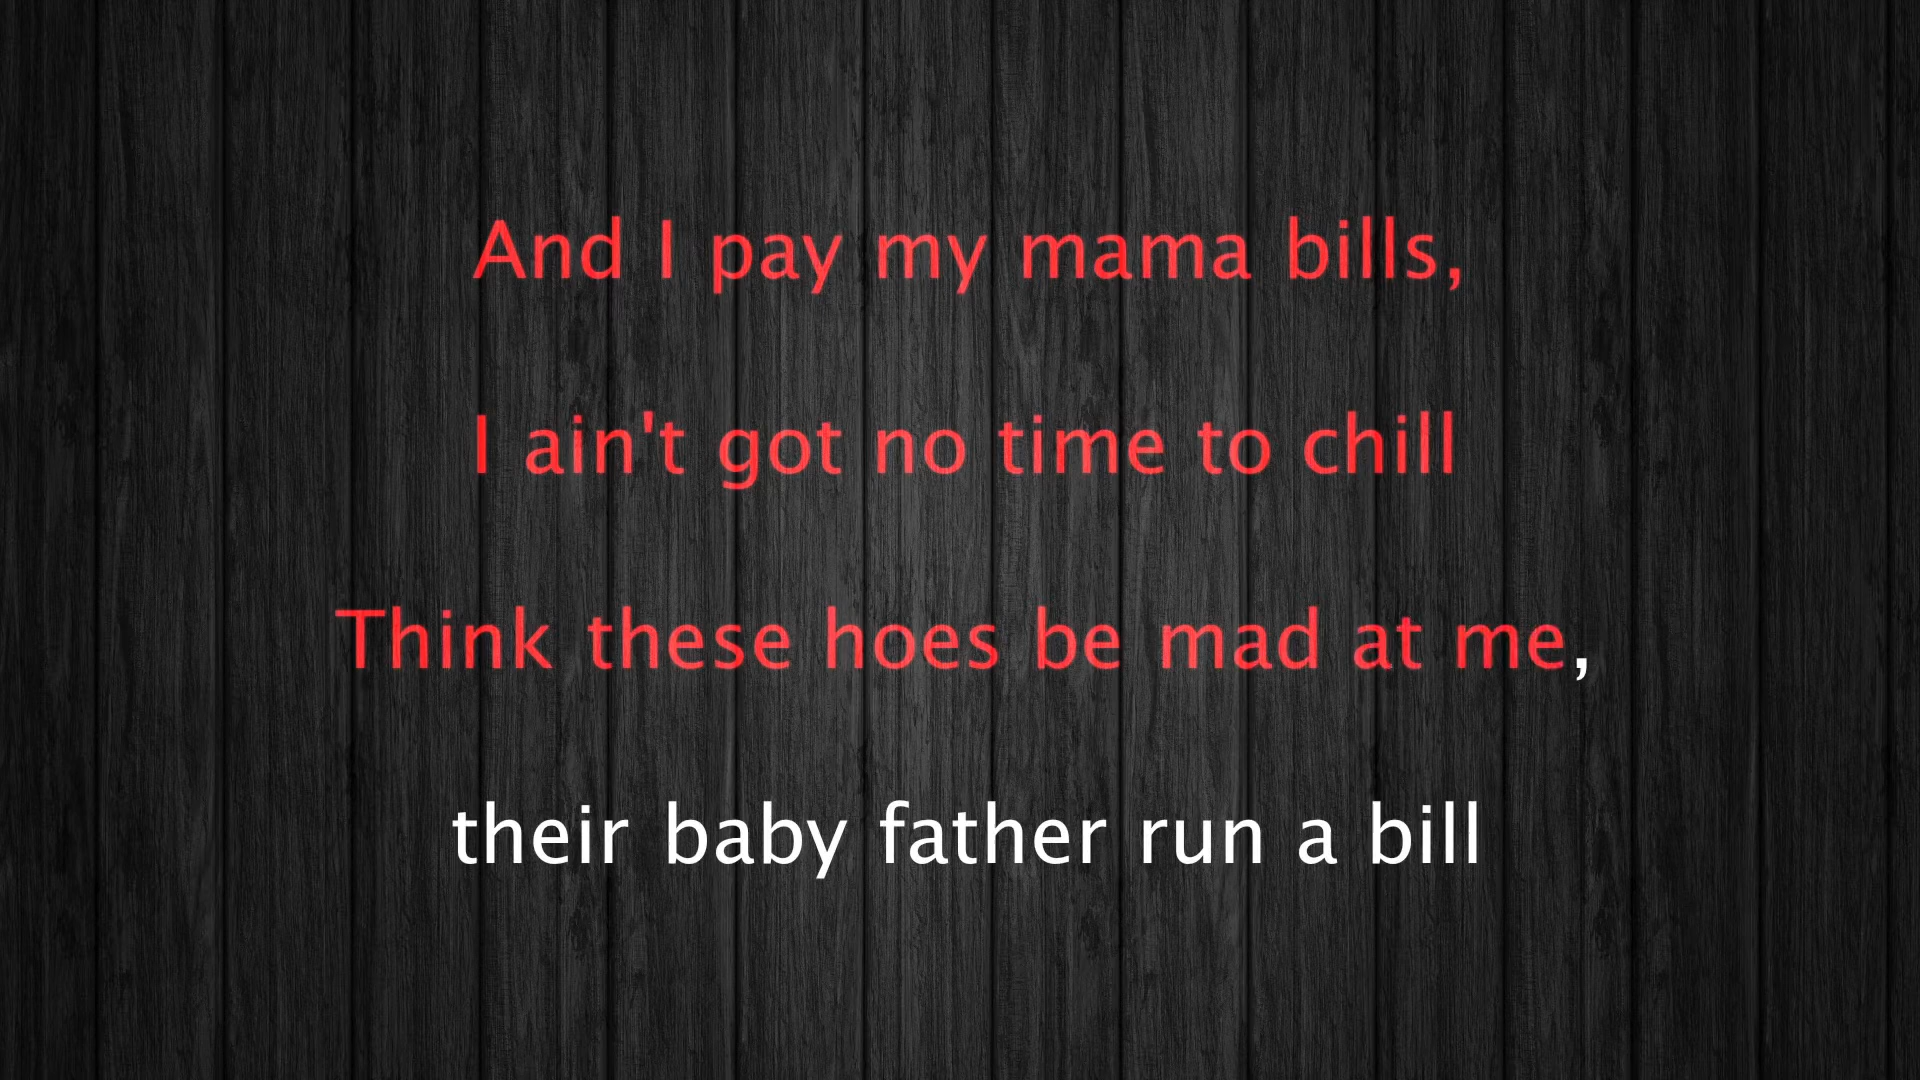 And I pay my mama bills,
I ain't got no time to chill
Think these hoes be mad at me,
their baby father run a bill